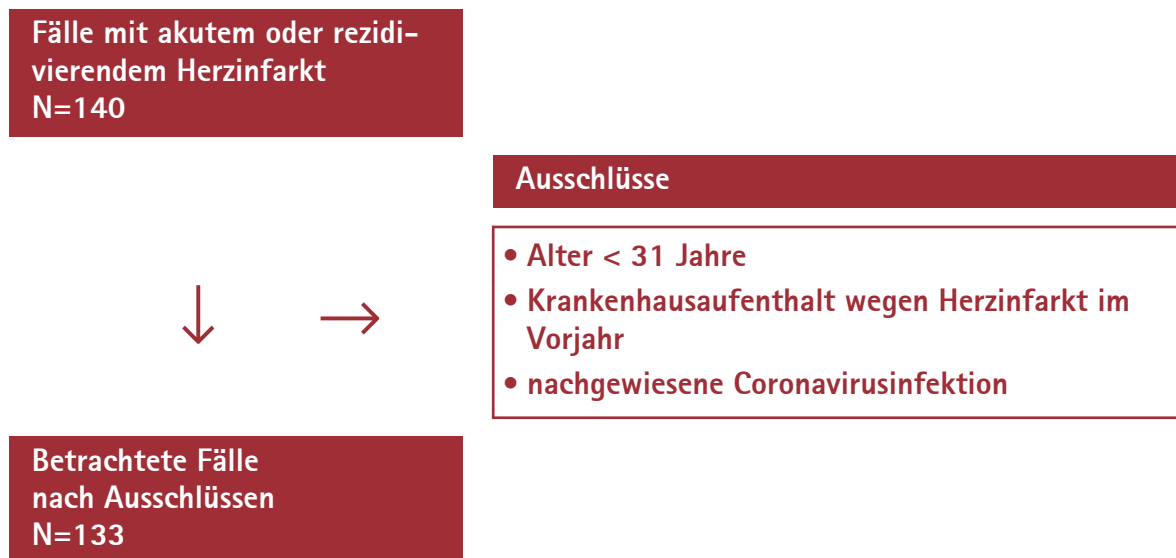 Fälle mit akutem oder rezidi-
vierendem Herzinfarkt
N=140
Ausschlüsse
• Alter < 31 Jahre
• Krankenhausaufenthalt wegen Herzinfarkt im
Vorjahr
• nachgewiesene Coronavirusinfektion
Betrachtete Fälle
nach Ausschlüssen
N=133